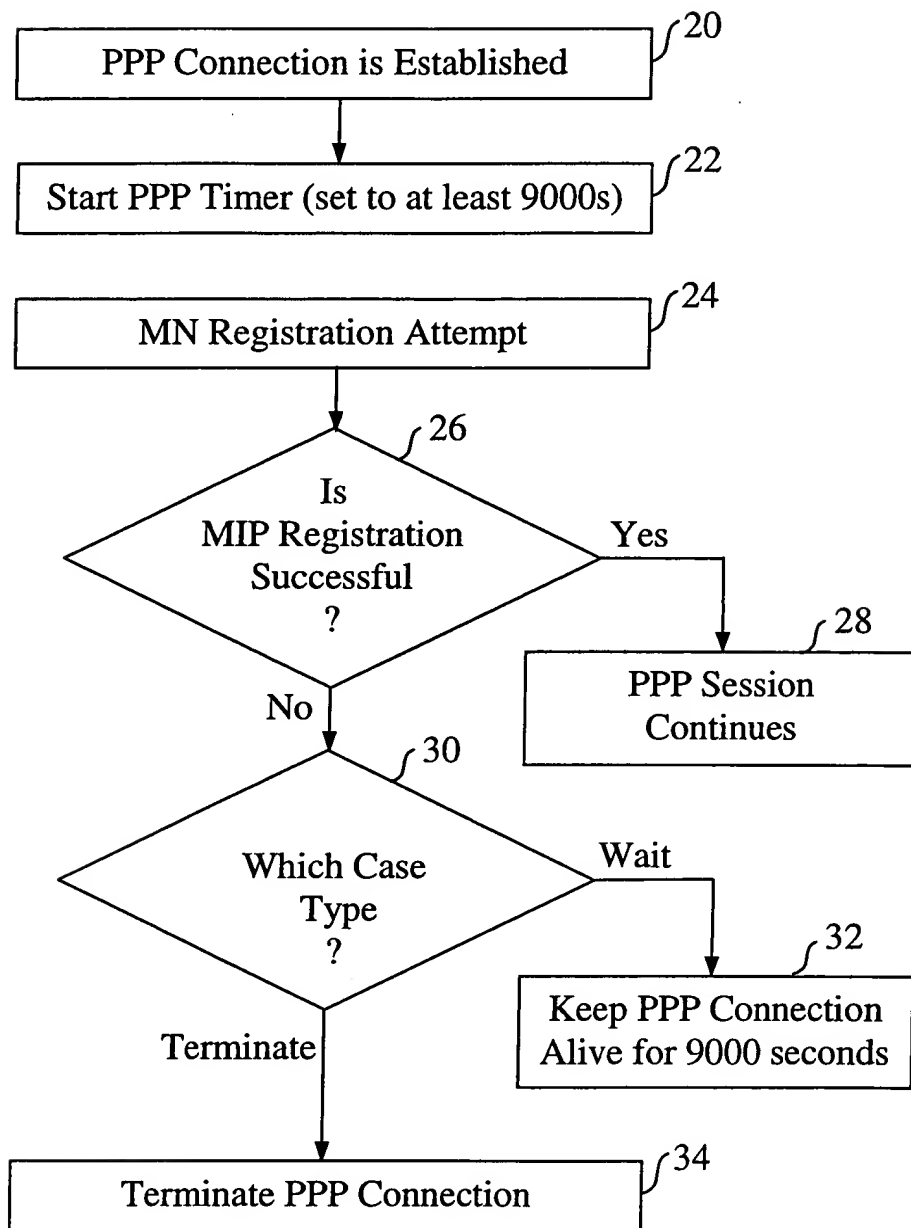 20
PPP Connection is Established
22
Start PPP Timer (set to at least 9000s)
24
MN Registration Attempt
26
Is
MIP Registration
Successful
?
Yes
28
PPP Session
Continues
No
30
Which Case
Type
?
Wait
32
Keep PPP Connection
Alive for 9000 seconds
Terminate
34
Terminate PPP Connection